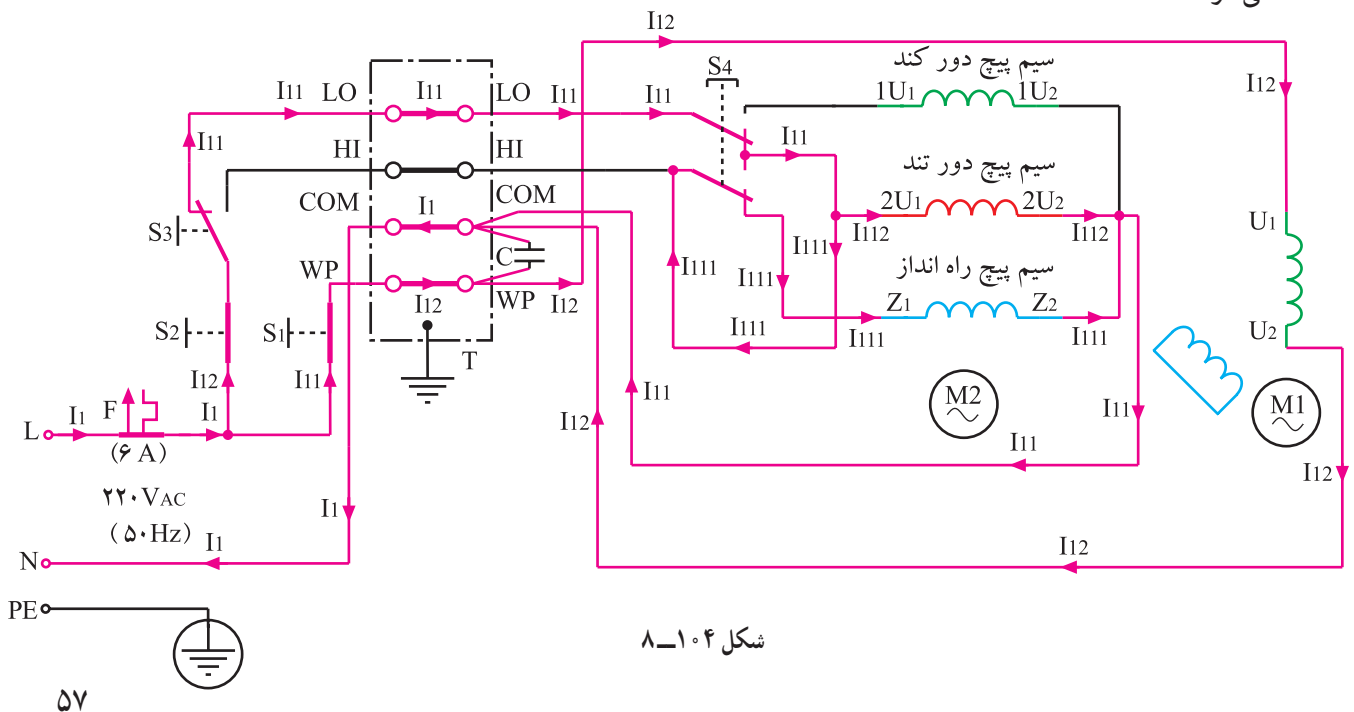 I12
سیم پیچ دور کند
S4
1U1 1U2
I12
I11 LO I11 LO I11 I11
I11
I11
HI HI
سیم پیچ دور تند
COM I1 COM
2U1 2U2
U1
S3
I112 I112
I111 I111 I111
C
سیم پیچ راه انداز
WP I12 WP I12
Z1 Z2
U2
S2 S1
I111 I111 I111
T
I12 I11
I11
M2
M1
L I1 F I1
I12
I11
(۶ A)
I11
I12
۲۲۰VAC
(۵۰Hz)
I1
I1
I12
N
PE
شکل ۱۰۴ــ۸
۵۷